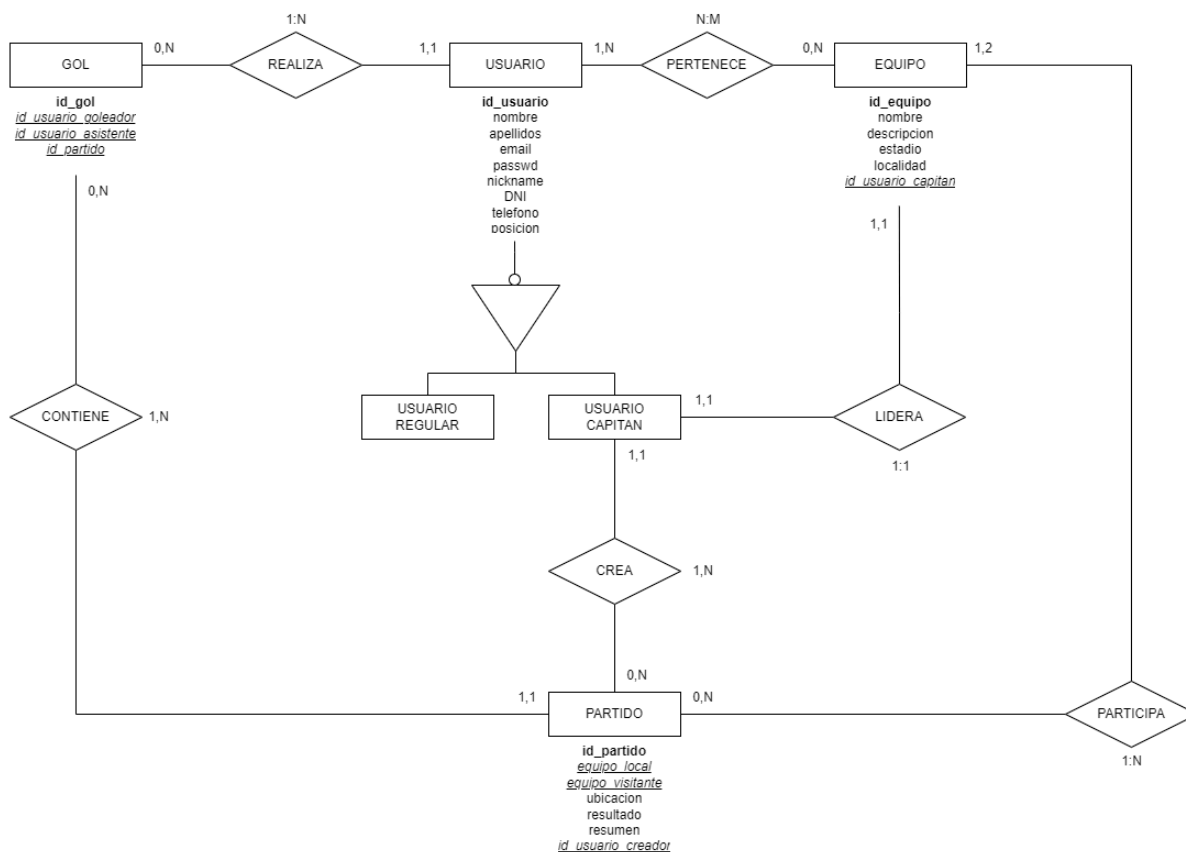 1:N
N:M
0,N
1,1
1,N
0,N
1,2
GOL
REALIZA
USUARIO
PERTENECE
EQUIPO
id_gol
id_usuario_goleador
id_usuario_asistente
id_partido
id_usuario
nombre
apellidos
email
passwd
nickname
DNI
telefono
posicion
id_equipo
nombre
descripcion
estadio
localidad
id_usuario_capitan
0,N
1,1
CONTIENE
1,N
USUARIO
REGULAR
USUARIO
CAPITAN
1,1
LIDERA
1,1
1:1
CREA
1,N
0,N
1,1
0,N
PARTIDO
PARTICIPA
1:N
id_partido
equipo_local
equipo_visitante
ubicacion
resultado
resumen
id_usuario_creador